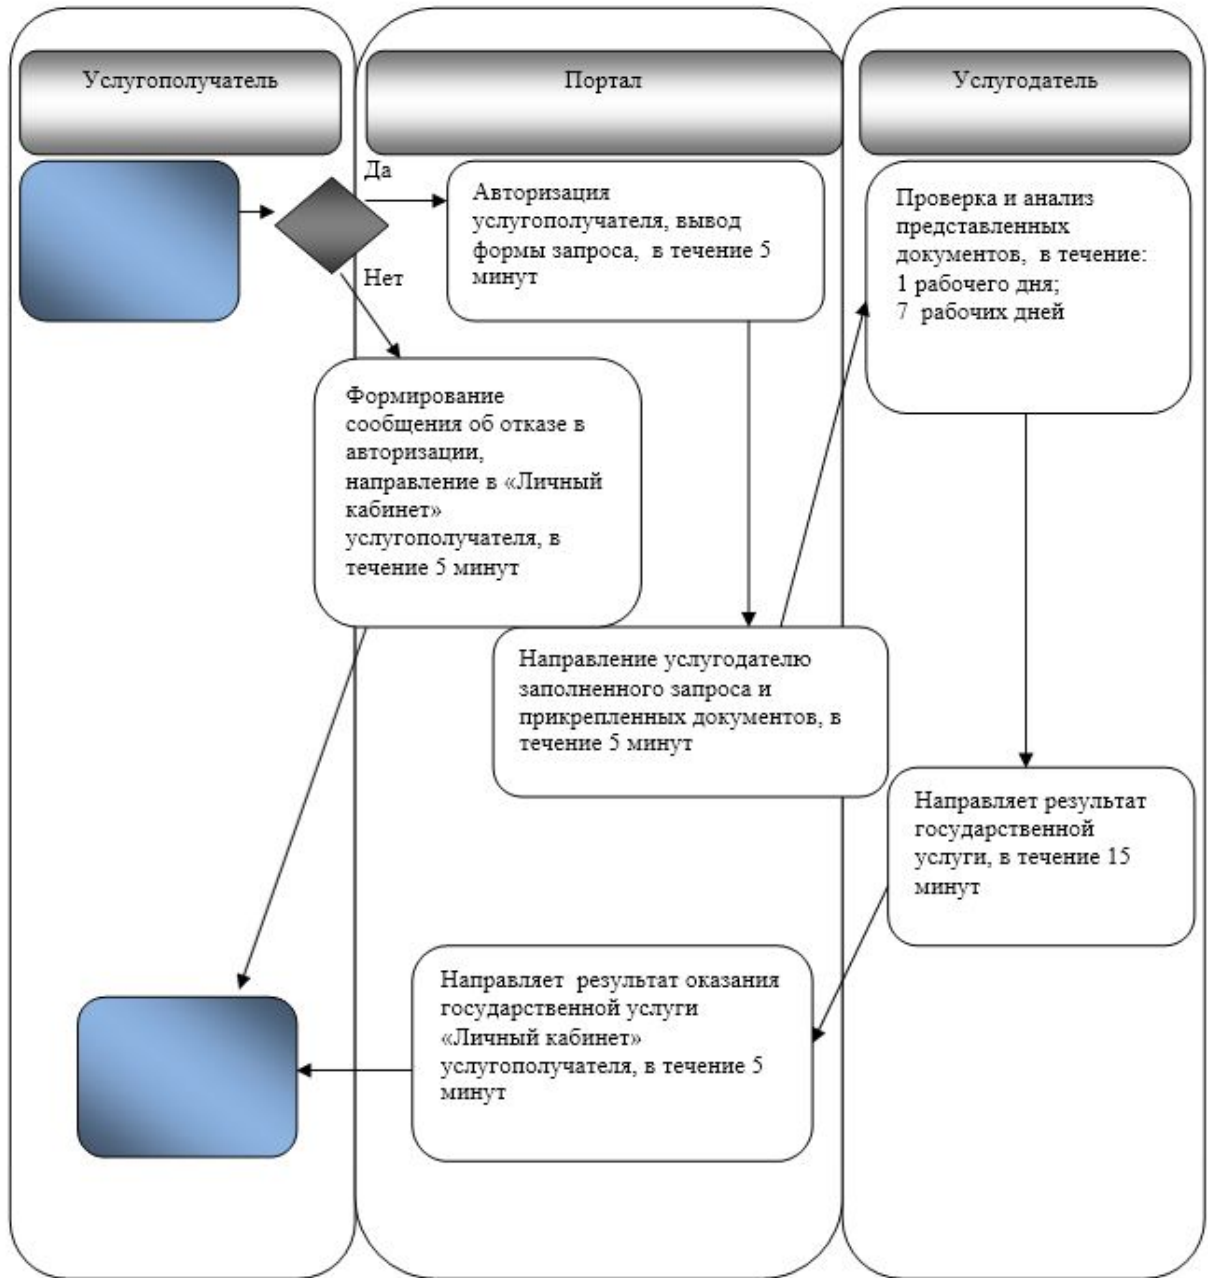 Услугополучатель
Портал
Услугодатель
Да
Авторизация
услугополучателя, вывод
формы запроса, в течение 5
минут
Проверка и анализ
представленных
документов, в течение:
1 рабочего дня;
7 рабочих дней
Нет
Формирование
сообщения об отказе в
авторизации,
направление в «Личный
кабинет»
услугополучателя, в
течение 5 минут
Направление услугодателю
заполненного запроса и
прикрепленных документов, в
течение 5 минут
Направляет результат
государственной
услуги, в течение 15
минут
Направляет результат оказания
государственной услуги
«Личный кабинет»
услугополучателя, в течение 5
минут